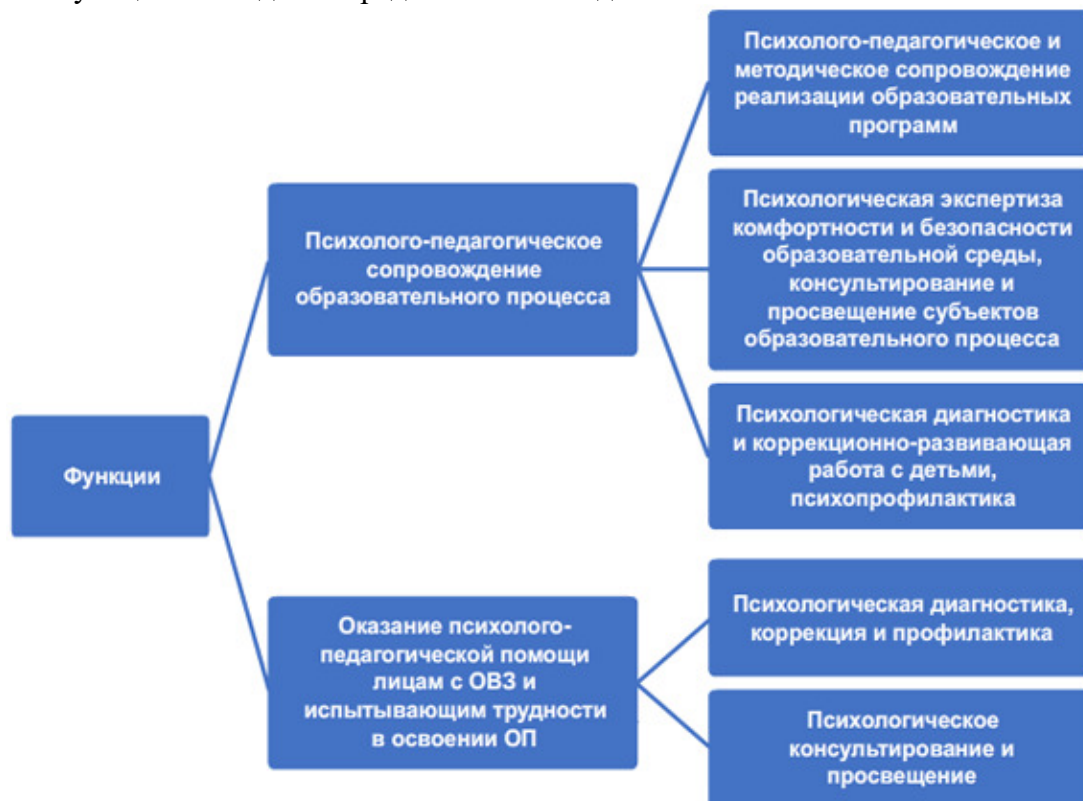 Психолого-педагогическое и
методическое сопровождение
реализации образовательных
программ
Психологическая экспертиза
комфортности и безопасности
образовательной среды,
консультирование и
просвещение субъектов
образовательного процесса
Психолого-педагогическое
сопровождение
образовательного процесса
Психологическая диагностика
и коррекционно-развивающая
работа с детьми,
психопрофилактика
Функции
Оказание психолого-
педагогической помощи
лицам с ОВЗ и
испытывающим трудности
в освоении ОП
Психологическая диагностика,
коррекция и профилактика
Психологическое
консультирование и
просвещение